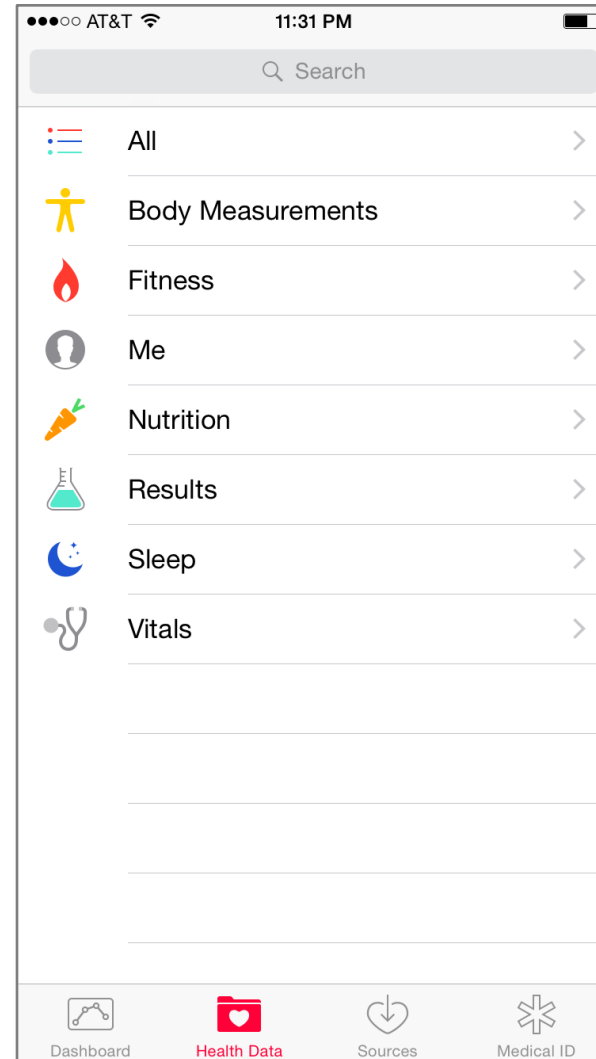 AT&T 11:31 PM
Search
All
Body Measurements
Fitness
Me
Nutrition
Results
Sleep
Vitals
Dashboard Health Data Sources Medical ID